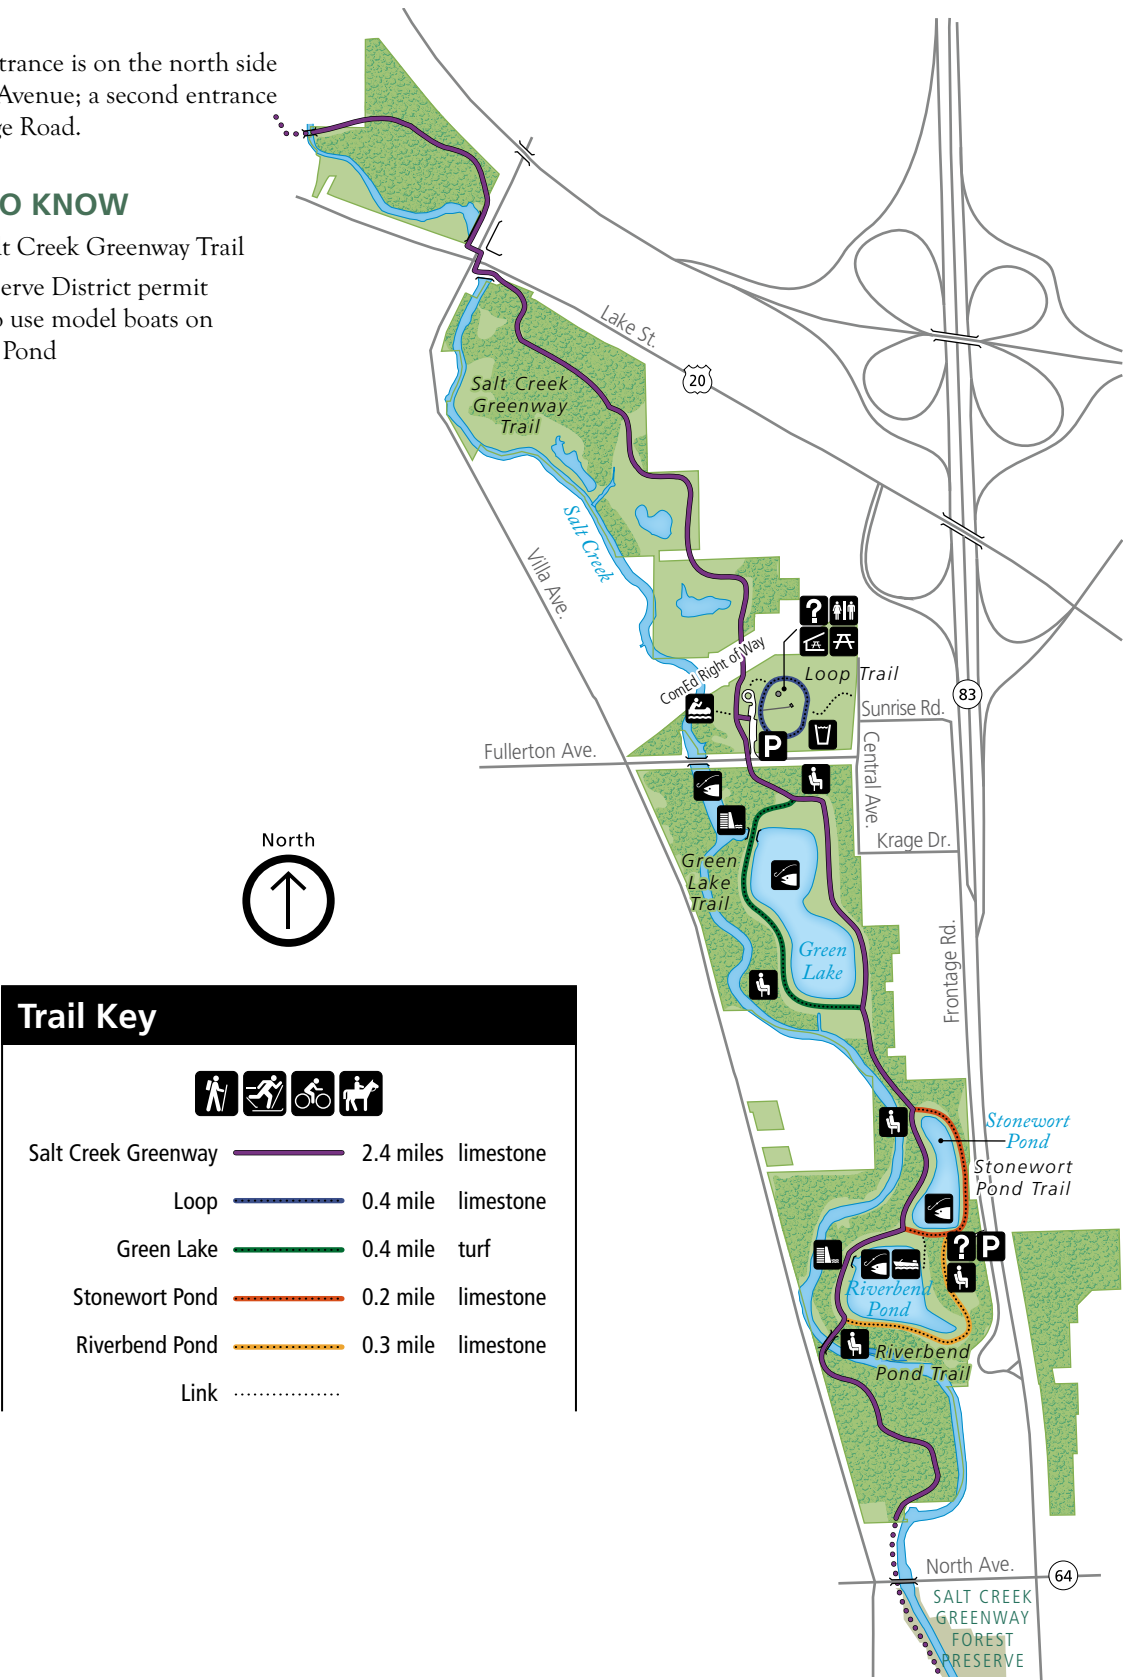 trance is on the north side
Avenue; a second entrance
ge Road.
O KNOW
lt Creek Greenway Trail
erve District permit
o use model boats on
Pond
Lake St.
20
Salt Creek
Greenway
Trail
Salt Creek
Villa Ave.
?
ComEd Right of Way
Loop Trail
83
Sunrise Rd.
P
Fullerton Ave.
Central Ave.
Krage Dr.
North
Green
Lake
Trail
Green
Lake
Frontage Rd.
Trail Key
Salt Creek Greenway 2.4 miles limestone
Loop 0.4 mile limestone
Green Lake 0.4 mile turf
Stonewort Pond 0.2 mile limestone
Riverbend Pond 0.3 mile limestone
Link
Stonewort
Pond
Stonewort
Pond Trail
? P
Riverbend
Pond
Riverbend
Pond Trail
North Ave.
64
SALT CREEK
GREENWAY
FOREST
PRESERVE